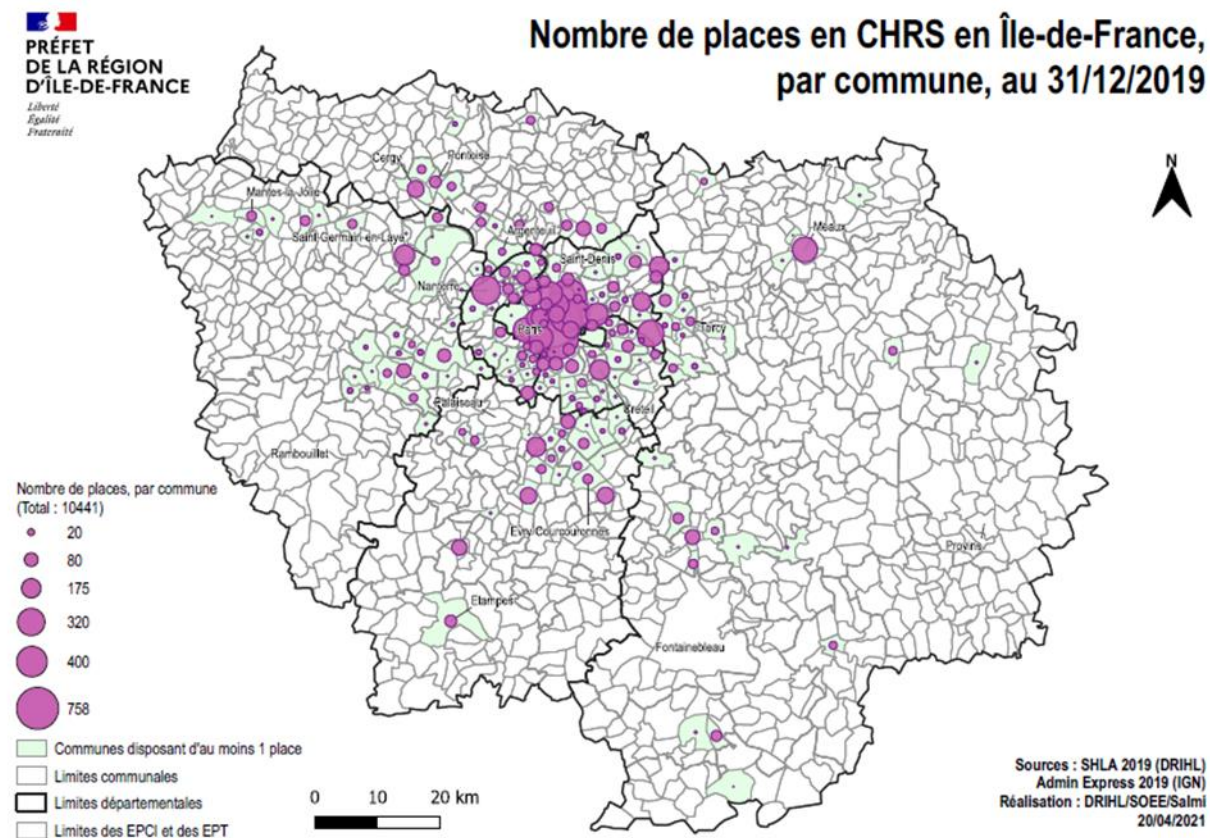 PRÉFET
DE LA RÉGION
D'ÎLE-DE-FRANCE
Liberté
Égalité
Fraternité
Nombre de places en CHRS en Île-de-France,
par commune, au 31/12/2019
N
Cergy
Pontoise
Mantes-la-Jolie
Saint-Germain-en-Laye
Argenteuil
Saint-Denis
Meaux
Nanterre
Paris
Torcy
Palaiseau
Créteil
Rambouillet
Evry-Courcouronnes
Provins
Etampes
Fontainebleau
Nombre de places, par commune
(Total : 10441)
20
80
175
320
400
758
Communes disposant d'au moins 1 place
Limites communales
Limites départementales
Limites des EPCI et des EPT
0 10 20 km
Sources : SHLA 2019 (DRIHL)
Admin Express 2019 (IGN)
Réalisation : DRIHL/SOEE/Salmi
20/04/2021